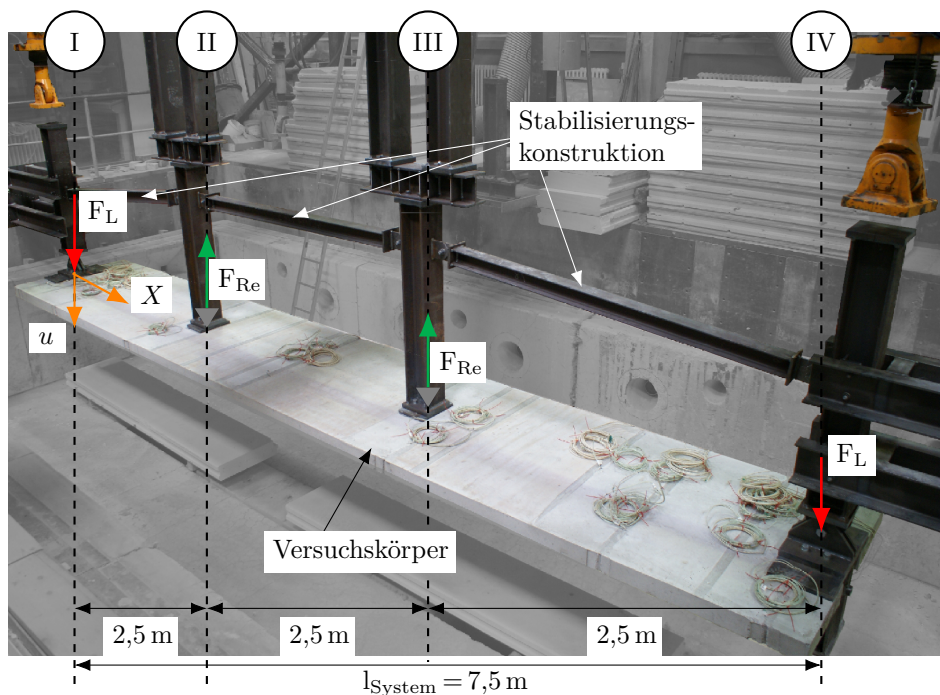 I II III IV
Stabilisierungs-
konstruktion
F_L
F_Re
X
u
F_Re
F_L
Versuchskörper
2,5 m 2,5 m 2,5 m
l_System = 7,5 m